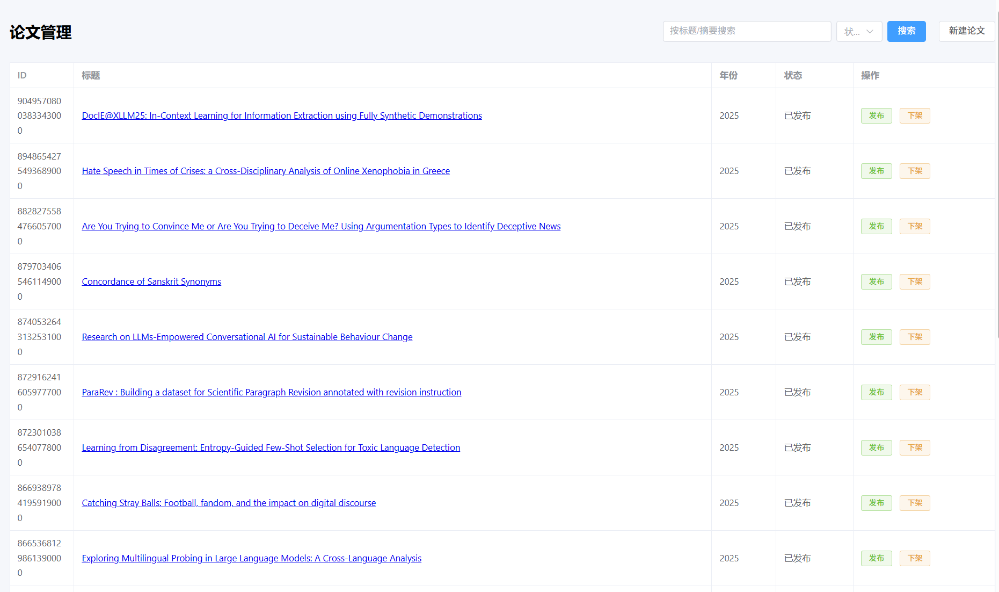 论文管理
按标题/摘要搜索
状...
搜索
新建论文
ID 标题 年份 状态 操作
904957080
038334300
0
DocIE@XLLM25: In-Context Learning for Information Extraction using Fully Synthetic Demonstrations
2025 已发布 发布 下架
894865427
549368900
0
Hate Speech in Times of Crises: a Cross-Disciplinary Analysis of Online Xenophobia in Greece
2025 已发布 发布 下架
882827558
476605700
0
Are You Trying to Convince Me or Are You Trying to Deceive Me? Using Argumentation Types to Identify Deceptive News
2025 已发布 发布 下架
879703406
546114900
0
Concordance of Sanskrit Synonyms
2025 已发布 发布 下架
874053264
313253100
0
Research on LLMs-Empowered Conversational AI for Sustainable Behaviour Change
2025 已发布 发布 下架
872916241
605977700
0
ParaRev : Building a dataset for Scientific Paragraph Revision annotated with revision instruction
2025 已发布 发布 下架
872301038
654077800
0
Learning from Disagreement: Entropy-Guided Few-Shot Selection for Toxic Language Detection
2025 已发布 发布 下架
866938978
419591900
0
Catching Stray Balls: Football, fandom, and the impact on digital discourse
2025 已发布 发布 下架
866536812
986139000
0
Exploring Multilingual Probing in Large Language Models: A Cross-Language Analysis
2025 已发布 发布 下架